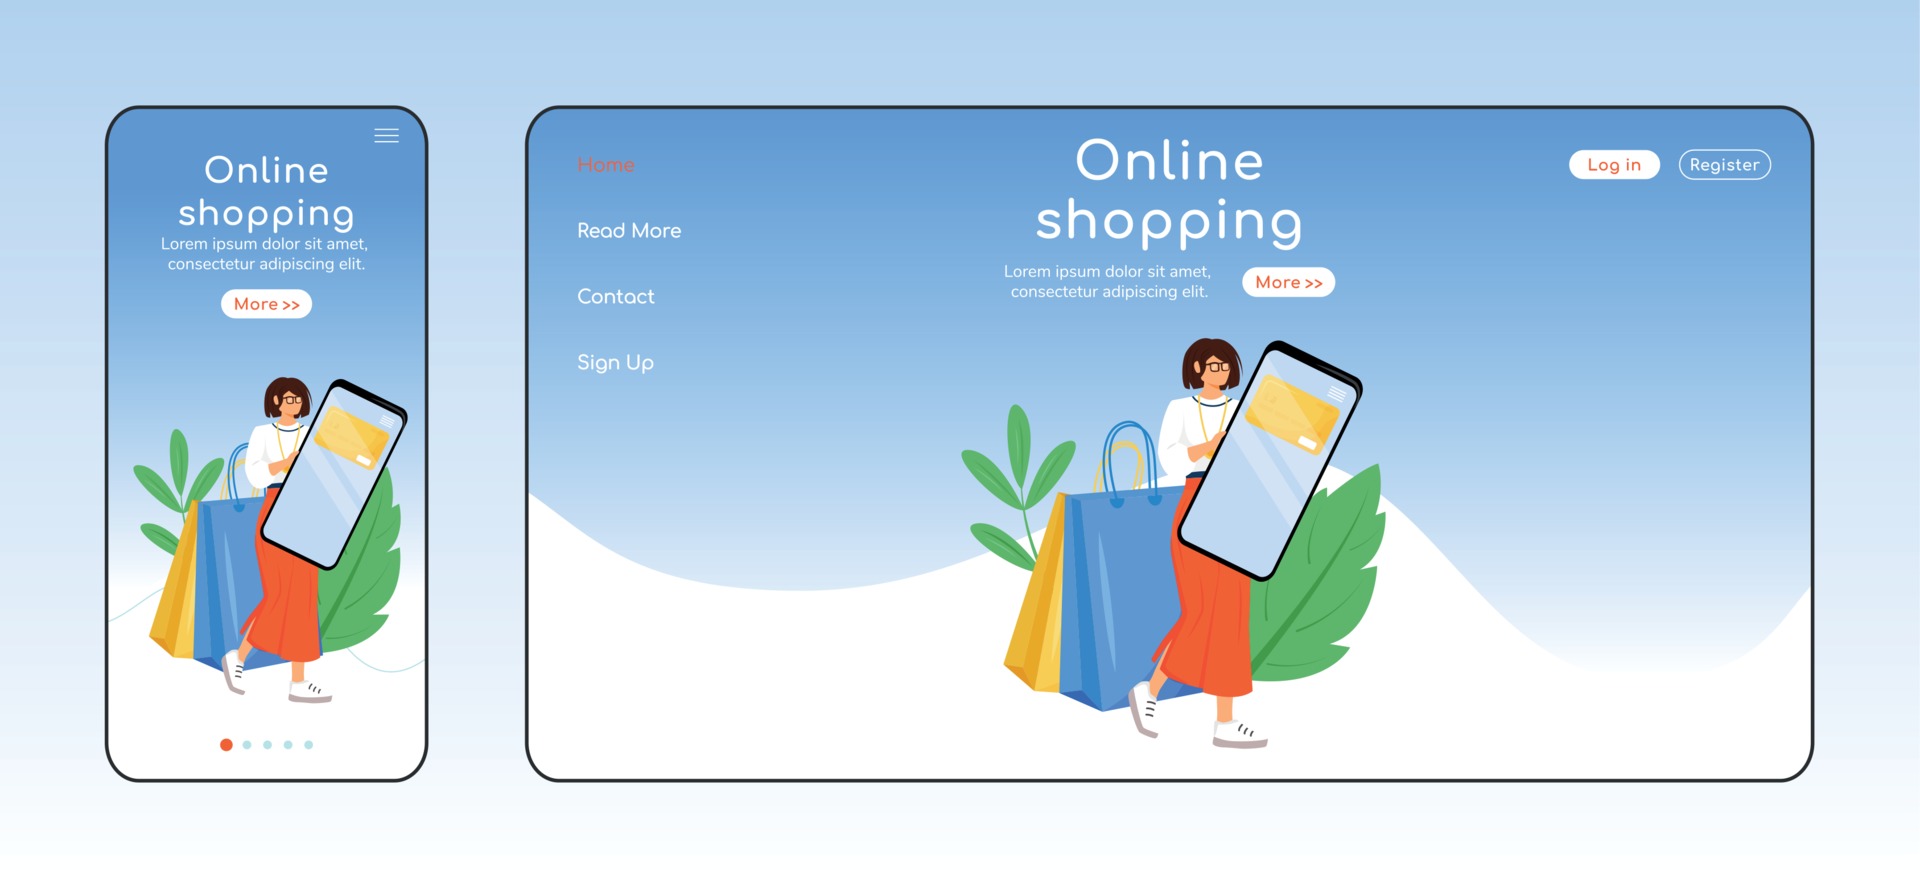 Online
shopping
Lorem ipsum dolor sit amet,
consectetur adipiscing elit.
More >>
Home
Read More
Contact
Sign Up
Online
shopping
Lorem ipsum dolor sit amet,
consectetur adipiscing elit.
More >>
Log in
Register